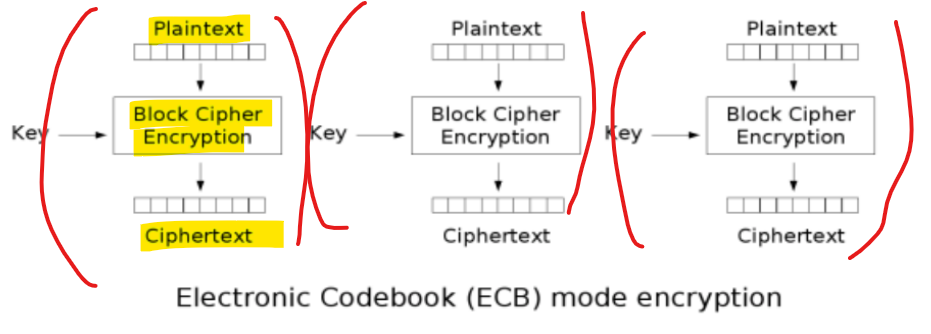 Plaintext
Plaintext
Plaintext
Key
Block Cipher
Encryption
Key
Block Cipher
Encryption
Key
Block Cipher
Encryption
Ciphertext
Ciphertext
Ciphertext
Electronic Codebook (ECB) mode encryption